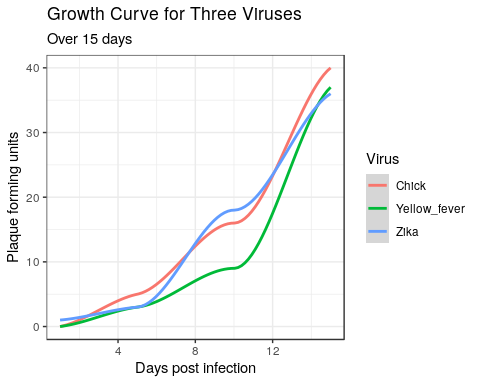 Growth Curve for Three Viruses
Over 15 days
Plaque forming units
40
30
20
10
0
4
8
12
Days post infection
Virus
Chick
Yellow_fever
Zika